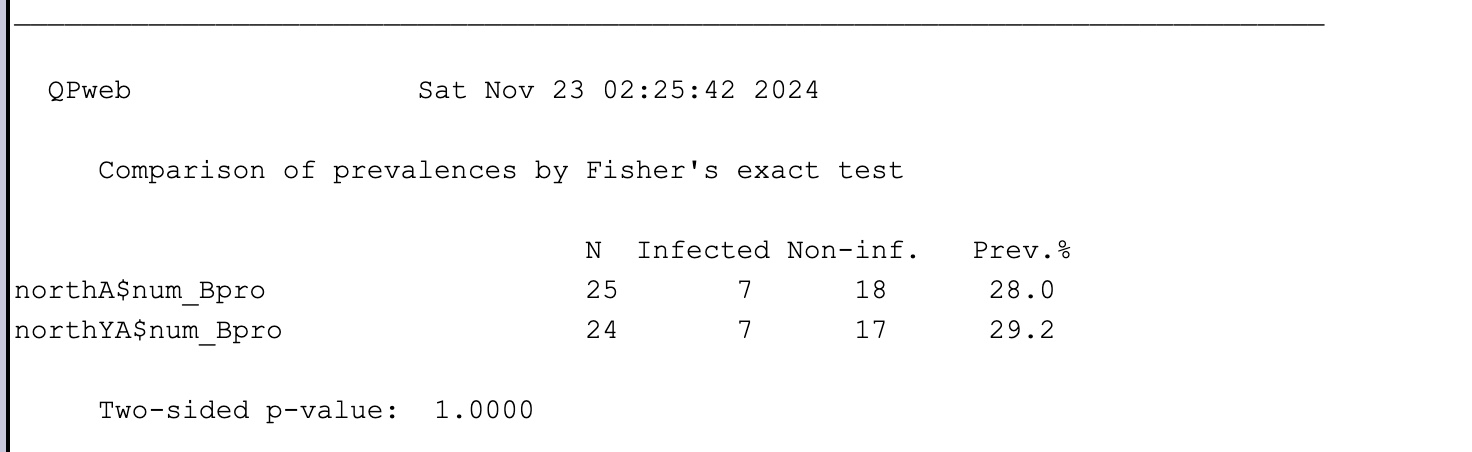 QPweb Sat Nov 23 02:25:42 2024
Comparison of prevalences by Fisher's exact test
N Infected Non-inf. Prev.%
northA$num_Bpro 25 7 18 28.0
northYA$num_Bpro 24 7 17 29.2
Two-sided p-value: 1.0000